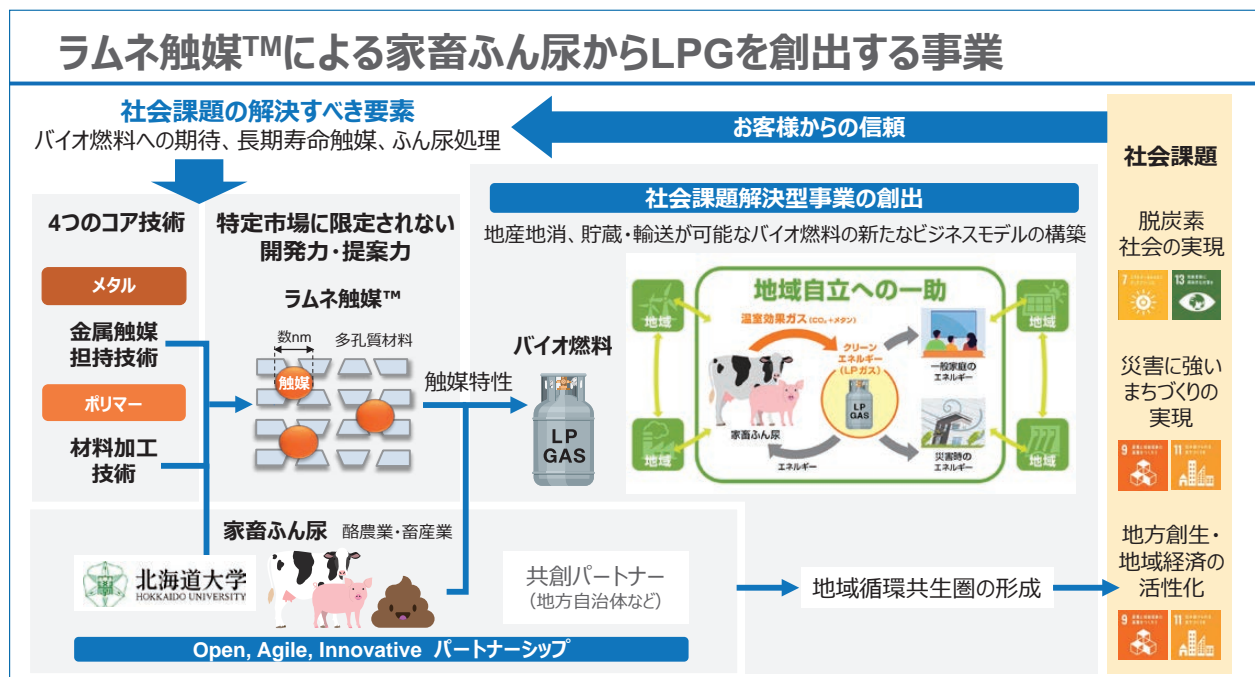 ラムネ触媒™による家畜ふん尿からLPGを創出する事業
社会課題の解決すべき要素
バイオ燃料への期待、長期寿命触媒、ふん尿処理
お客様からの信頼
4つのコア技術
メタル
金属触媒
担持技術
ポリマー
材料加工
技術
特定市場に限定されない
開発力・提案力
ラムネ触媒™
数nm
多孔質材料
触媒
触媒特性
バイオ燃料
LP
GAS
社会課題解決型事業の創出
地産地消、貯蔵・輸送が可能なバイオ燃料の新たなビジネスモデルの構築
地域自立への一助
地域
地域
地域
地域
温室効果ガス(CO₂+メタン)
クリーン
エネルギー
(LPガス)
LP
GAS
一般家庭の
エネルギー
家畜ふん尿
エネルギー
災害時の
エネルギー
家畜ふん尿 酪農業・畜産業
北海道大学
HOKKAIDO UNIVERSITY
共創パートナー
(地方自治体など)
Open, Agile, Innovative パートナーシップ
地域循環共生圏の形成
社会課題
脱炭素
社会の実現
7
13
災害に強い
まちづくりの
実現
9
11
地方創生・
地域経済の
活性化
9
11